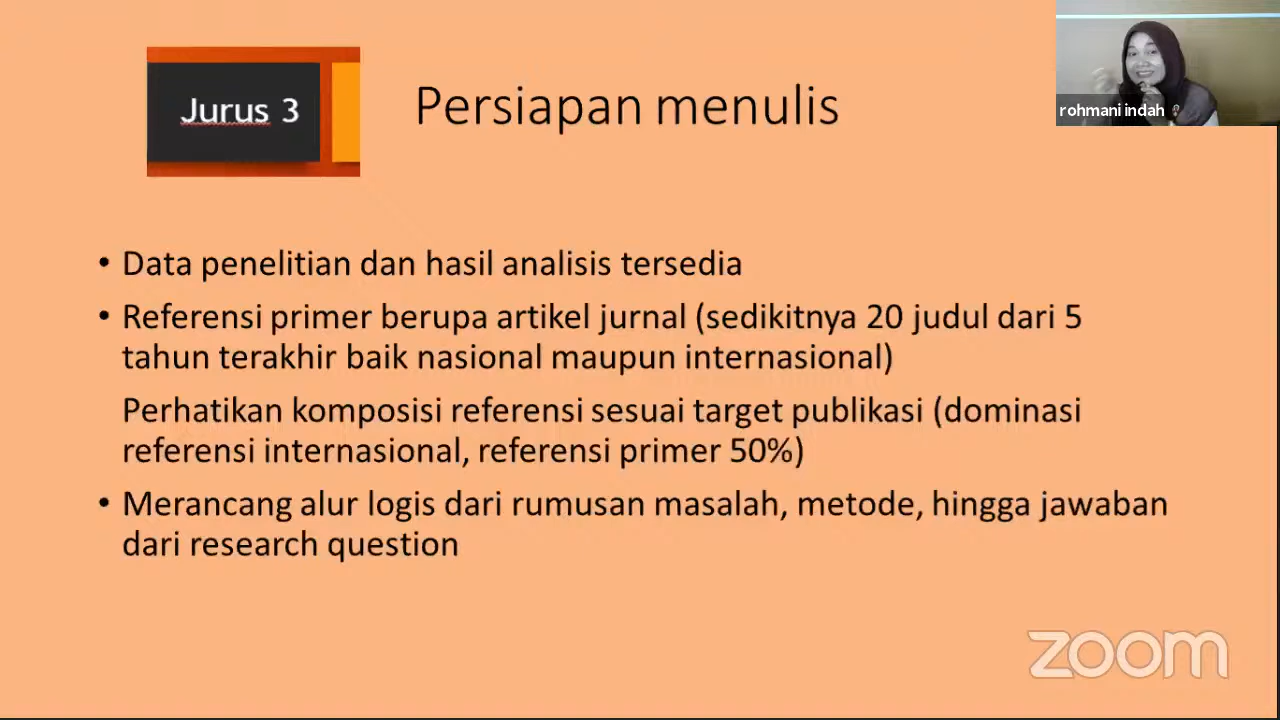 Jurus 3
Persiapan menulis
rohmani indah
• Data penelitian dan hasil analisis tersedia
• Referensi primer berupa artikel jurnal (sedikitnya 20 judul dari 5
tahun terakhir baik nasional maupun internasional)
Perhatikan komposisi referensi sesuai target publikasi (dominasi
referensi internasional, referensi primer 50%)
• Merancang alur logis dari rumusan masalah, metode, hingga jawaban
dari research question
zoom